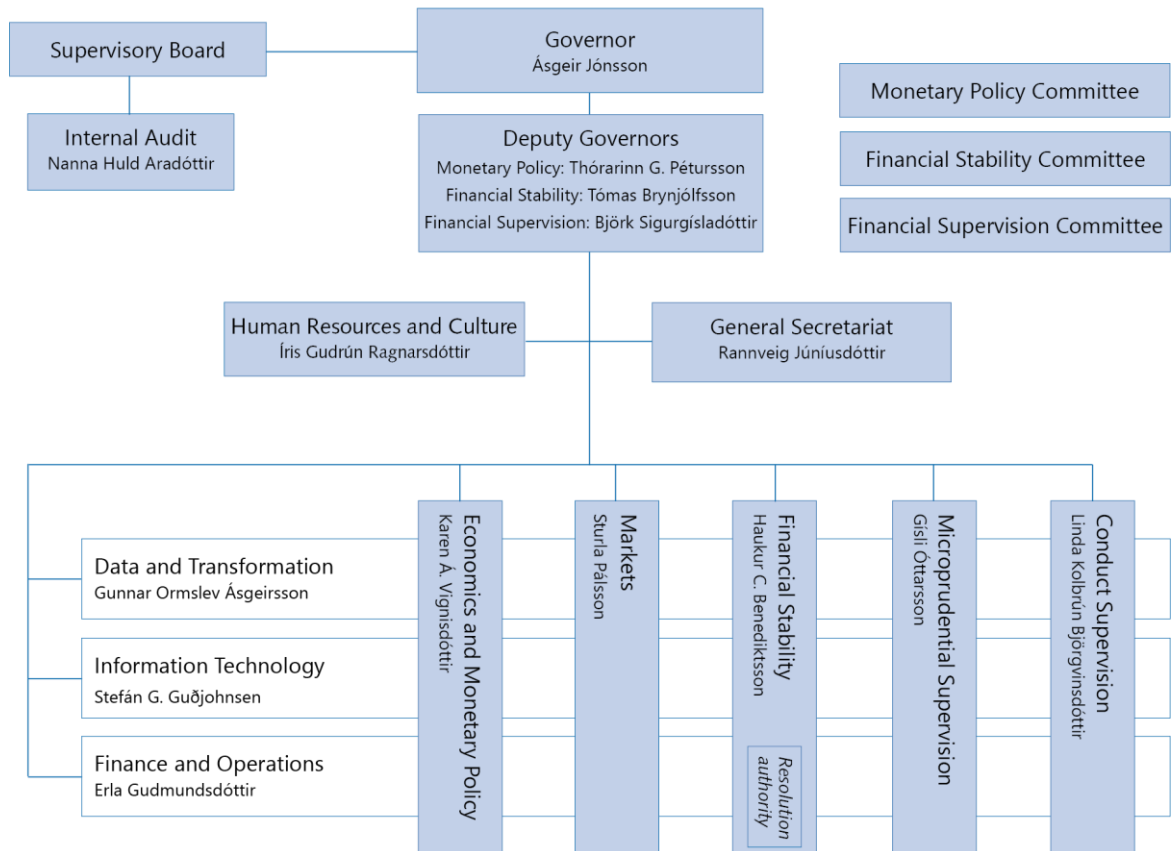 Supervisory Board
Governor
Ásgeir Jónsson
Internal Audit
Nanna Huld Aradóttir
Deputy Governors
Monetary Policy: Thórarinn G. Pétursson
Financial Stability: Tómas Brynjólfsson
Financial Supervision: Björk Sigurgísladóttir
Monetary Policy Committee
Financial Stability Committee
Financial Supervision Committee
Human Resources and Culture
Íris Gudrún Ragnarsdóttir
General Secretariat
Rannveig Júníusdóttir
Data and Transformation
Gunnar Ormslev Ásgeirsson
Information Technology
Stefán G. Guðjohnsen
Finance and Operations
Erla Gudmundsdóttir
Economics and Monetary Policy
Karen Á. Vignisdóttir
Markets
Sturla Pálsson
Financial Stability
Haukur C. Benediktsson
Resolution
authority
Microprudential Supervision
Gísli Óttarsson
Conduct Supervision
Linda Kolbrún Björgvinsdóttir